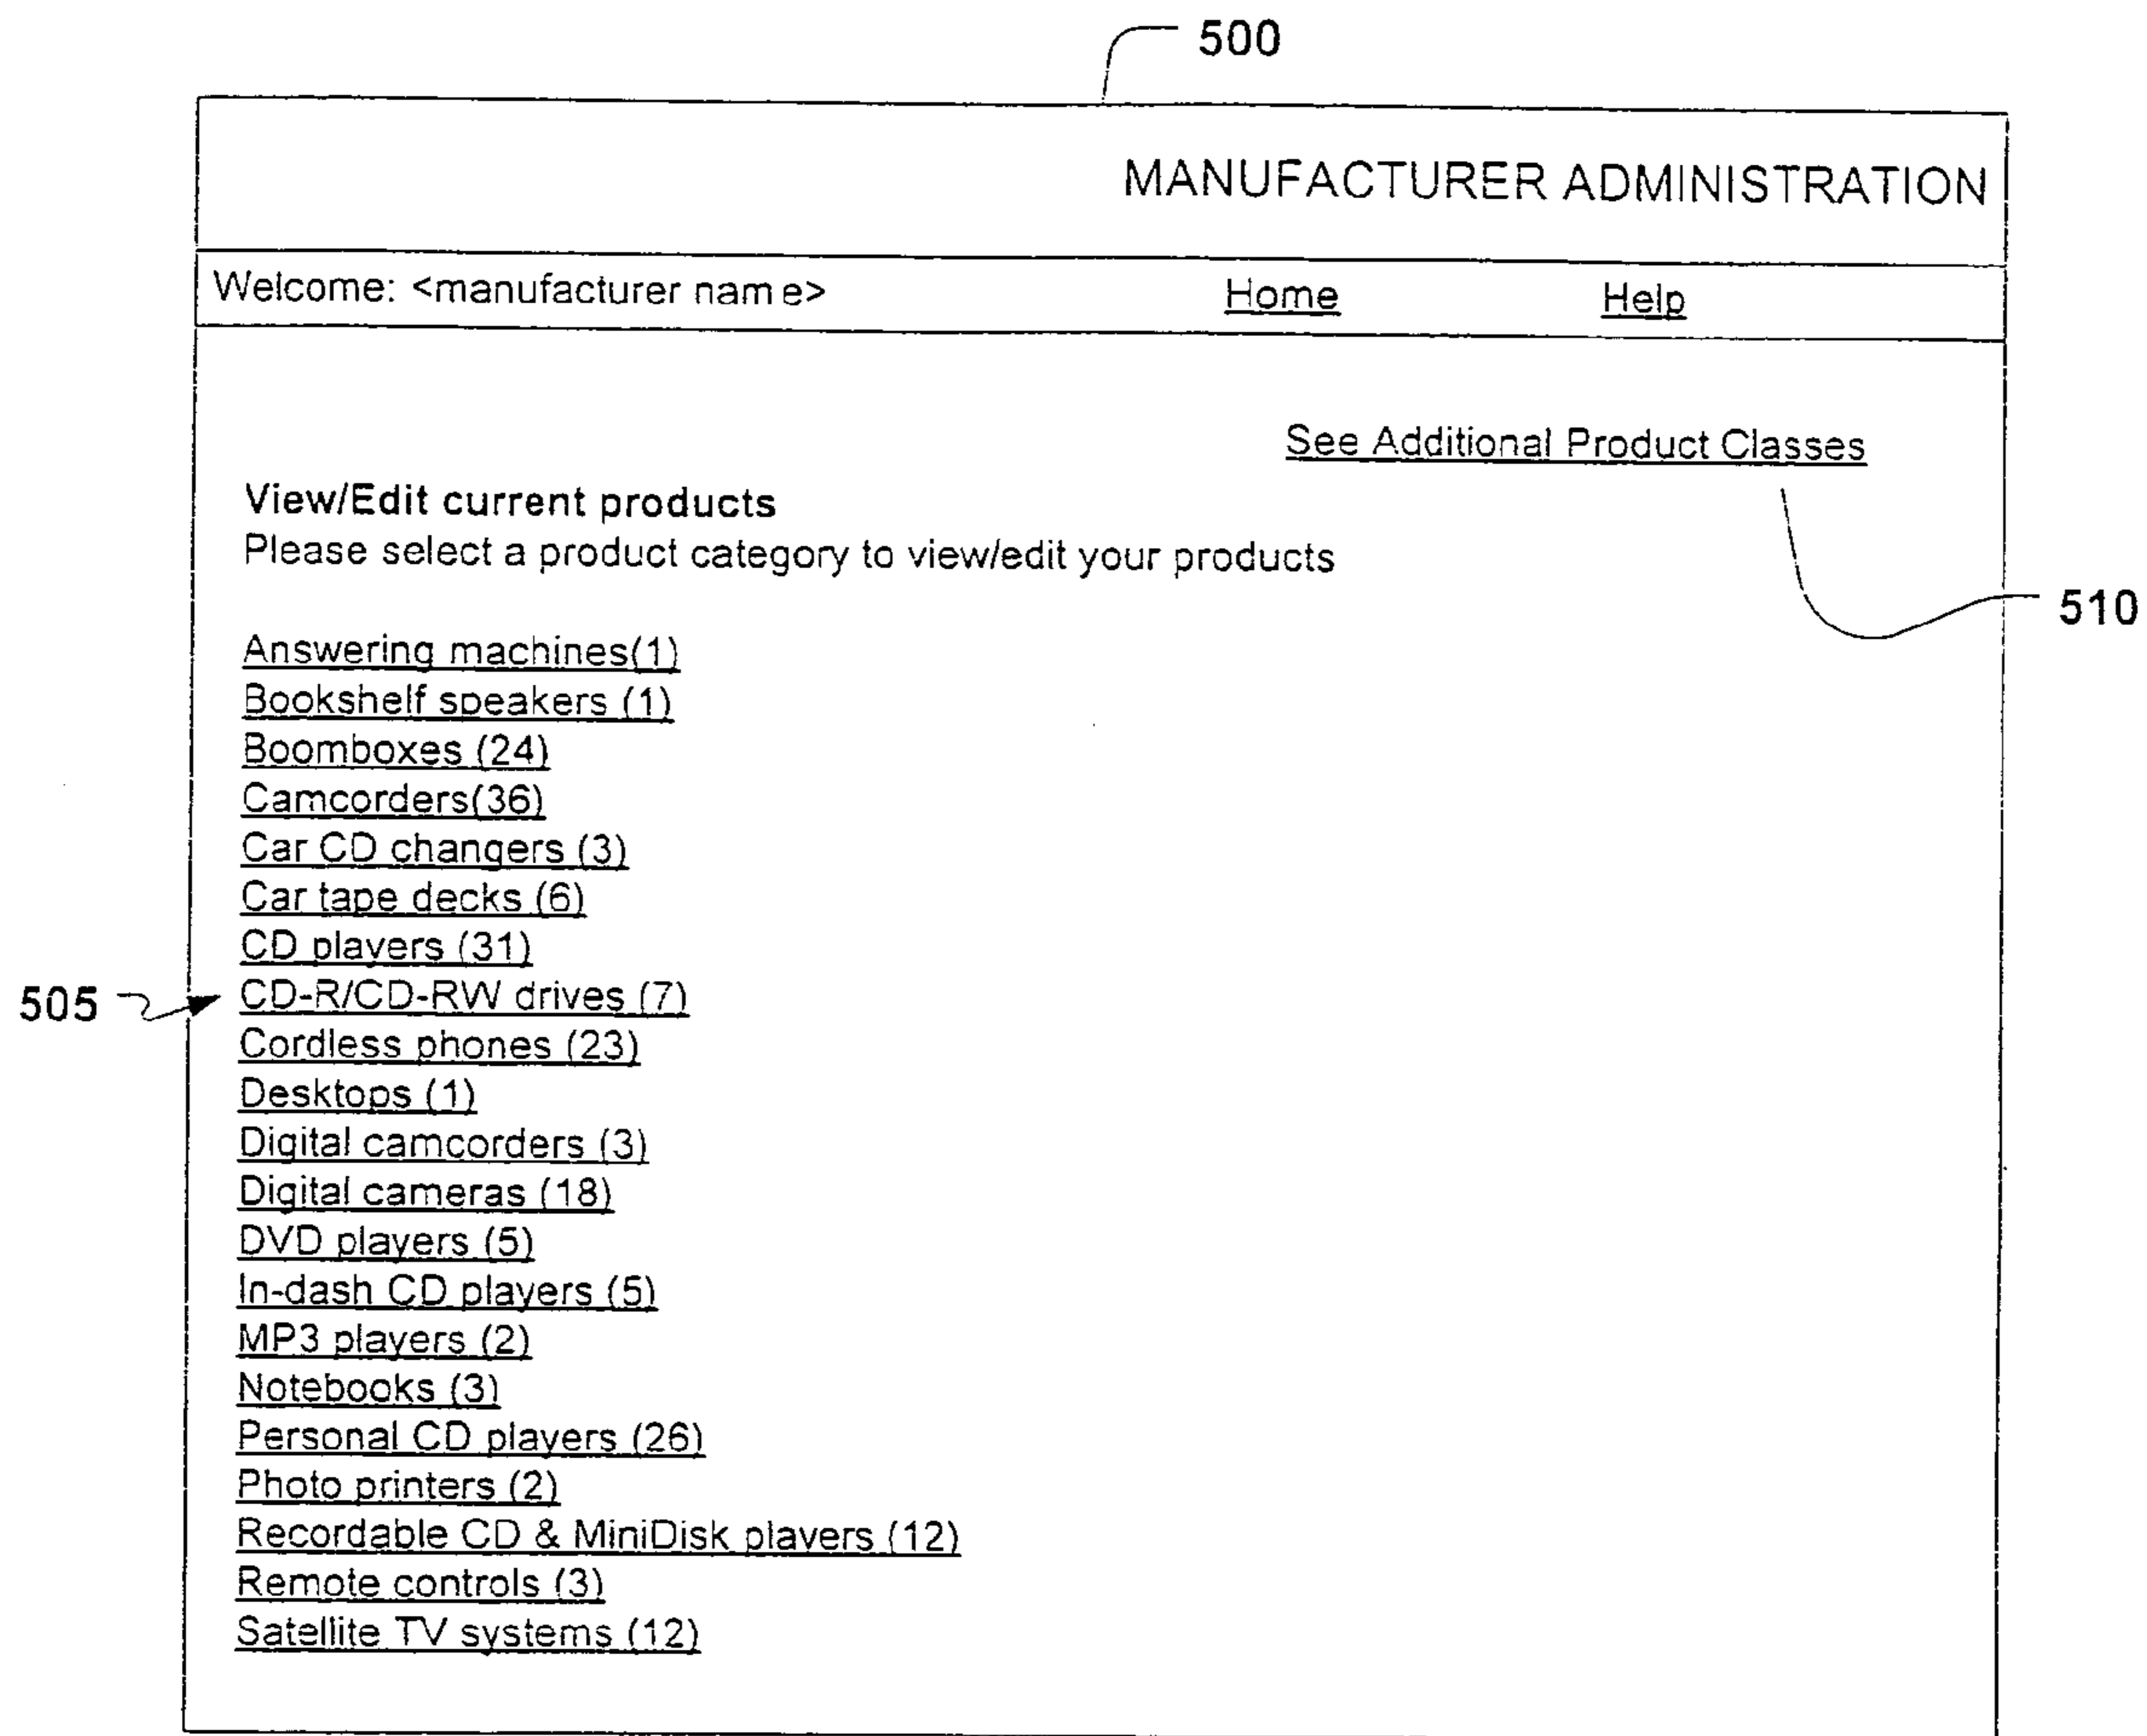 500
MANUFACTURER ADMINISTRATION
Welcome: <manufacturer name> Home Help
See Additional Product Classes
View/Edit current products
Please select a product category to view/edit your products
510
Answering machines(1)
Bookshelf speakers (1)
Boomboxes (24)
Camcorders(36)
Car CD changers (3)
Car tape decks (6)
CD players (31)
505 CD-R/CD-RW drives (7)
Cordless phones (23)
Desktops (1)
Digital camcorders (3)
Digital cameras (18)
DVD players (5)
In-dash CD players (5)
MP3 players (2)
Notebooks (3)
Personal CD players (26)
Photo printers (2)
Recordable CD & MiniDisk players (12)
Remote controls (3)
Satellite TV systems (12)